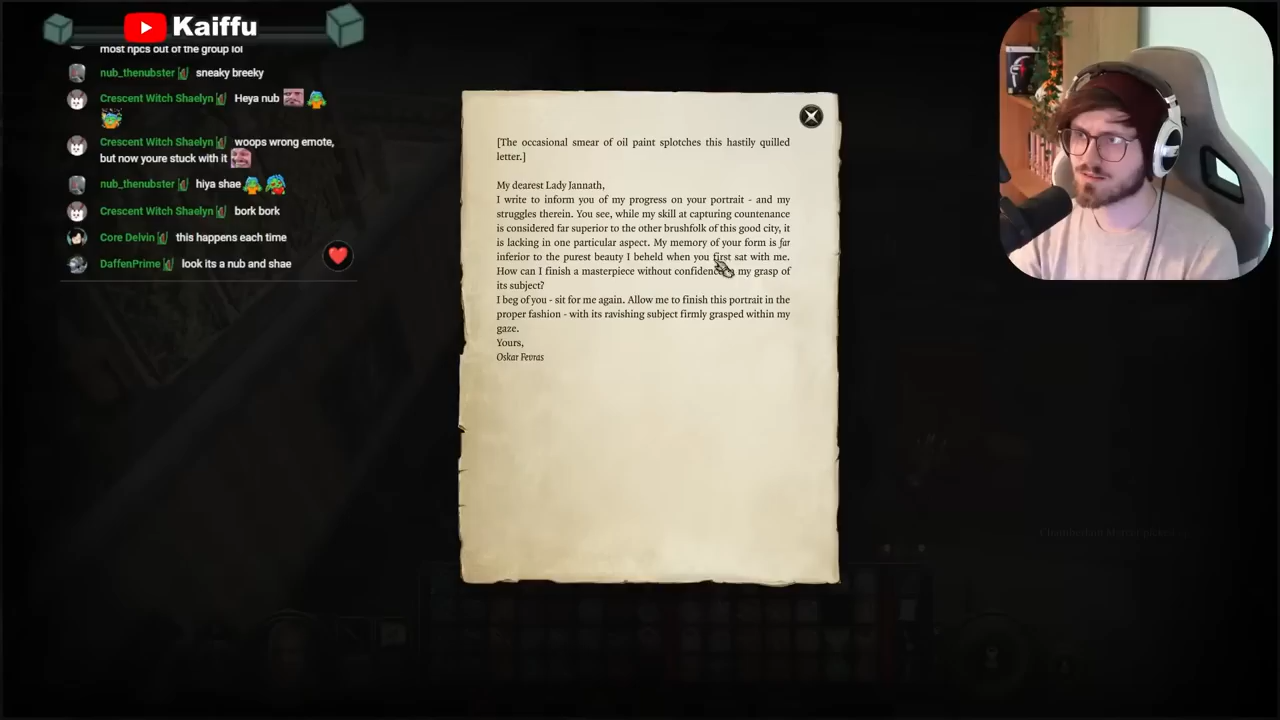 Kaiffu
most npcs out of the group lol
nub_thenubster sneaky breeky
Crescent Witch Shaelyn Heya nub
Crescent Witch Shaelyn woops wrong emote,
but now youre stuck with it
nub_thenubster hiya shae
Crescent Witch Shaelyn bork bork
Core Delvin this happens each time
DaffenPrime look its a nub and shae
[The occasional smear of oil paint splotches this hastily quilled
letter.]
My dearest Lady Jannath,
I write to inform you of my progress on your portrait - and my
struggles therein. You see, while my skill at capturing countenance
is considered far superior to the other brushfolk of this good city, it
is lacking in one particular aspect. My memory of your form is far
inferior to the purest beauty I beheld when you first sat with me.
How can I finish a masterpiece without confidence my grasp of
its subject?
I beg of you - sit for me again. Allow me to finish this portrait in the
proper fashion - with its ravishing subject firmly grasped within my
gaze.
Yours,
Oskar Fevras